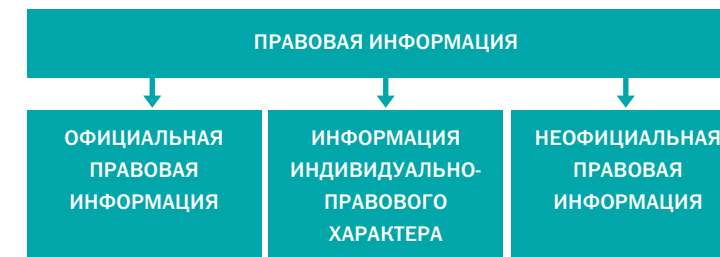 ПРАВОВАЯ ИНФОРМАЦИЯ
ОФИЦИАЛЬНАЯ
ПРАВОВАЯ
ИНФОРМАЦИЯ
ИНФОРМАЦИЯ
ИНДИВИДУАЛЬНО-
ПРАВОВОГО
ХАРАКТЕРА
НЕОФИЦИАЛЬНАЯ
ПРАВОВАЯ
ИНФОРМАЦИЯ